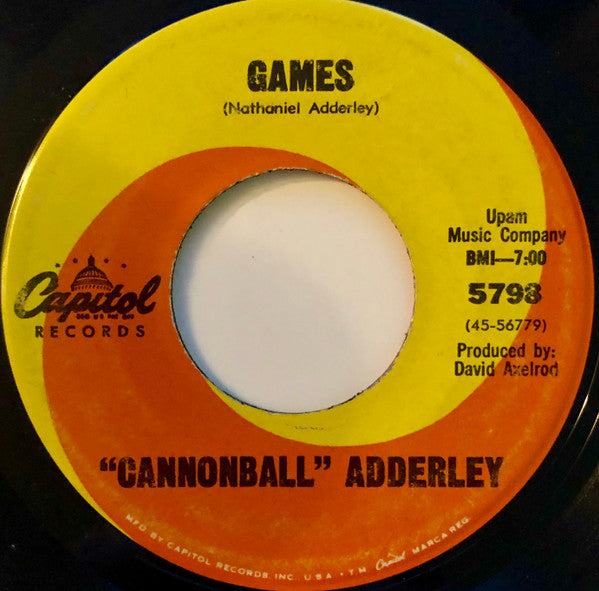 GAMES
(Nathaniel Adderley)
Upam
Music Company
BMI—7:00
5798
(45-56779)
Produced by:
David Axelrod
Capitol
RECORDS
"CANNONBALL" ADDERLEY
MFD. BY CAPITOL RECORDS, INC., U.S.A. • T.M. Capitol MARCA REG.